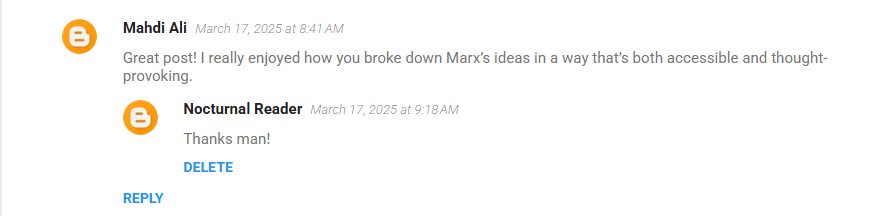 Mahdi Ali March 17, 2025 at 8:41 AM
Great post! I really enjoyed how you broke down Marx’s ideas in a way that’s both accessible and thought-
provoking.
Nocturnal Reader March 17, 2025 at 9:18 AM
Thanks man!
DELETE
REPLY